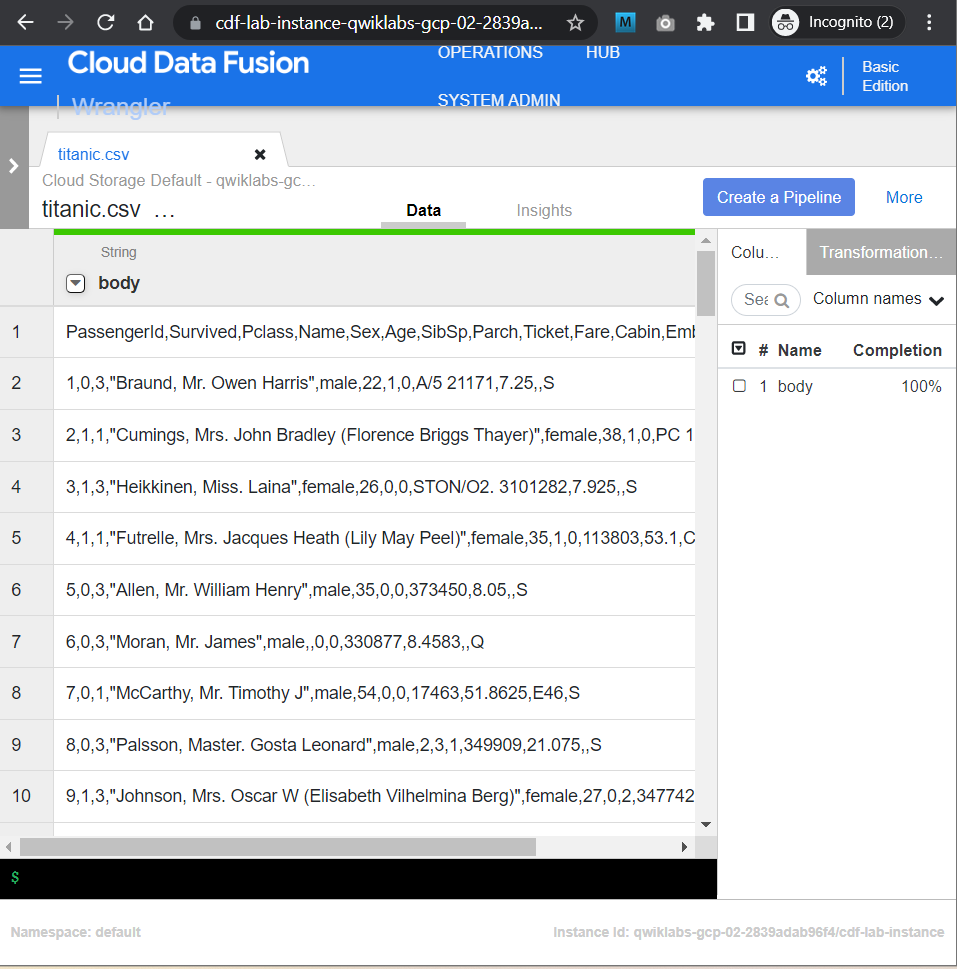 cdf-lab-instance-qwiklabs-gcp-02-2839a...
M
Incognito (2)
Cloud Data Fusion
OPERATIONS HUB
Basic Edition
| Wrangler
SYSTEM ADMIN
titanic.csv
Cloud Storage Default - qwiklabs-gc...
titanic.csv ...
Data
Insights
Create a Pipeline
More
String
body
Colu...
Transformation...
Column names
# Name Completion
1 body 100%
1 PassengerId,Survived,Pclass,Name,Sex,Age,SibSp,Parch,Ticket,Fare,Cabin,Emb
2 1,0,3,"Braund, Mr. Owen Harris",male,22,1,0,A/5 21171,7.25,,S
3 2,1,1,"Cumings, Mrs. John Bradley (Florence Briggs Thayer)",female,38,1,0,PC 1
4 3,1,3,"Heikkinen, Miss. Laina",female,26,0,0,STON/O2. 3101282,7.925,,S
5 4,1,1,"Futrelle, Mrs. Jacques Heath (Lily May Peel)",female,35,1,0,113803,53.1,C
6 5,0,3,"Allen, Mr. William Henry",male,35,0,0,373450,8.05,,S
7 6,0,3,"Moran, Mr. James",male,,0,0,330877,8.4583,,Q
8 7,0,1,"McCarthy, Mr. Timothy J",male,54,0,0,17463,51.8625,E46,S
9 8,0,3,"Palsson, Master. Gosta Leonard",male,2,3,1,349909,21.075,,S
10 9,1,3,"Johnson, Mrs. Oscar W (Elisabeth Vilhelmina Berg)",female,27,0,2,347742
$
Namespace: default
Instance Id: qwiklabs-gcp-02-2839adab96f4/cdf-lab-instance